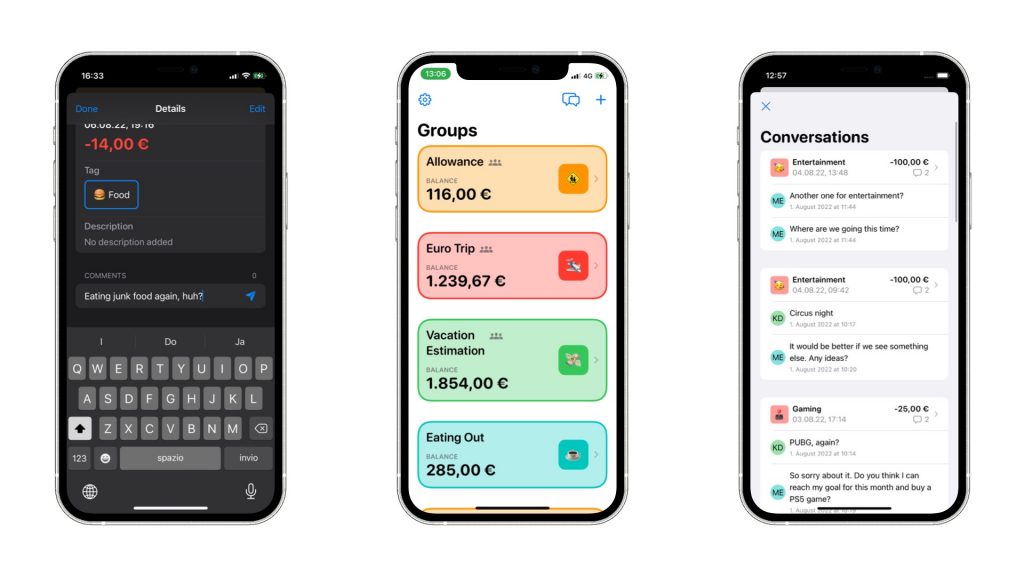 16:33
Done Details Edit
06.08.22, 19:16
-14,00 €
Tag
Food
Description
No description added
COMMENTS 0
Eating junk food again, huh?
I Do Ja
Q W E R T Y U I O P
A S D F G H J K L
Z X C V B N M
123 spazio invio
13:06 4G
Groups
Allowance
BALANCE
116,00 €
Euro Trip
BALANCE
1.239,67 €
Vacation
Estimation
BALANCE
1.854,00 €
Eating Out
BALANCE
285,00 €
12:57
Conversations
Entertainment -100,00 €
04.08.22, 13:48 2
ME Another one for entertainment?
1. August 2022 at 11:44
ME Where are we going this time?
1. August 2022 at 11:44
Entertainment -100,00 €
04.08.22, 09:42 2
KD Circus night
1. August 2022 at 10:17
It would be better if we see something
ME else. Any ideas?
1. August 2022 at 10:20
Gaming -25,00 €
03.08.22, 17:14 2
KD PUBG, again?
1. August 2022 at 10:14
So sorry about it. Do you think I can
ME reach my goal for this month and buy a
PS5 game?